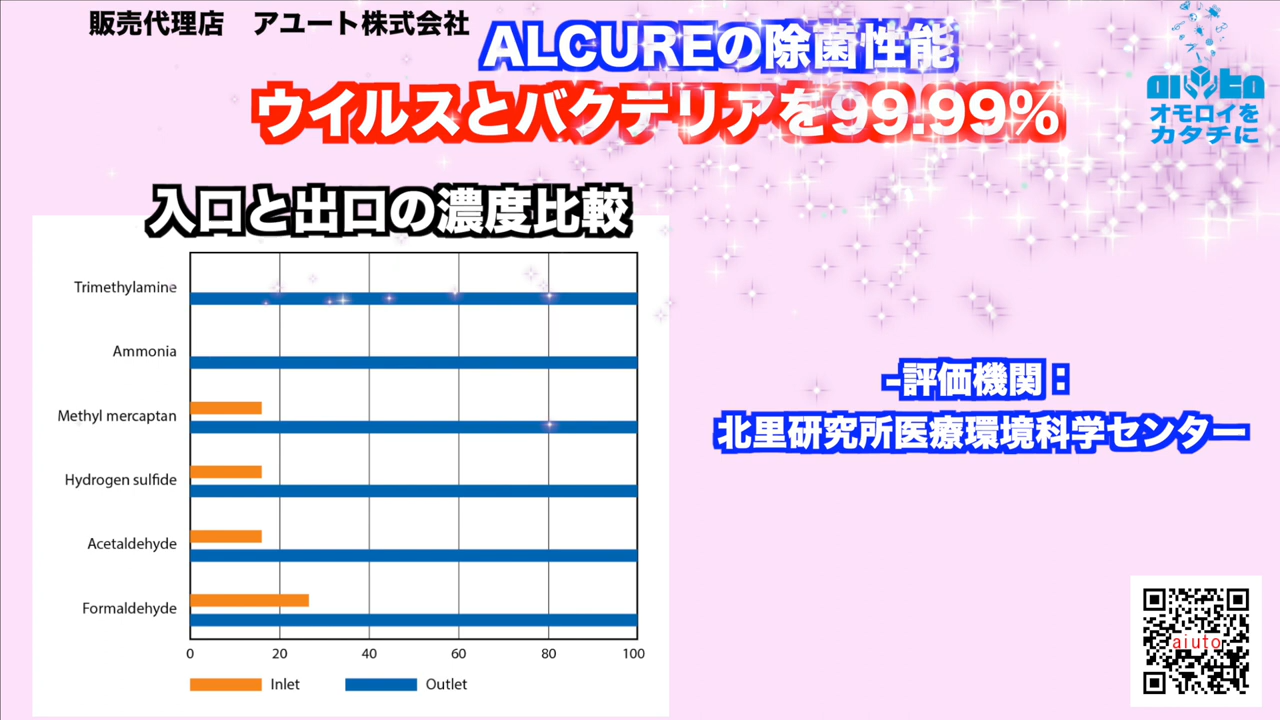 販売代理店　アユート株式会社
ALCUREの除菌性能
ウイルスとバクテリアを99.99%
aiuto
オモロイを
カタチに
入口と出口の濃度比較
Trimethylamine
Ammonia
Methyl mercaptan
Hydrogen sulfide
Acetaldehyde
Formaldehyde
0 20 40 60 80 100
Inlet Outlet
-評価機関：
北里研究所医療環境科学センター
aiuto